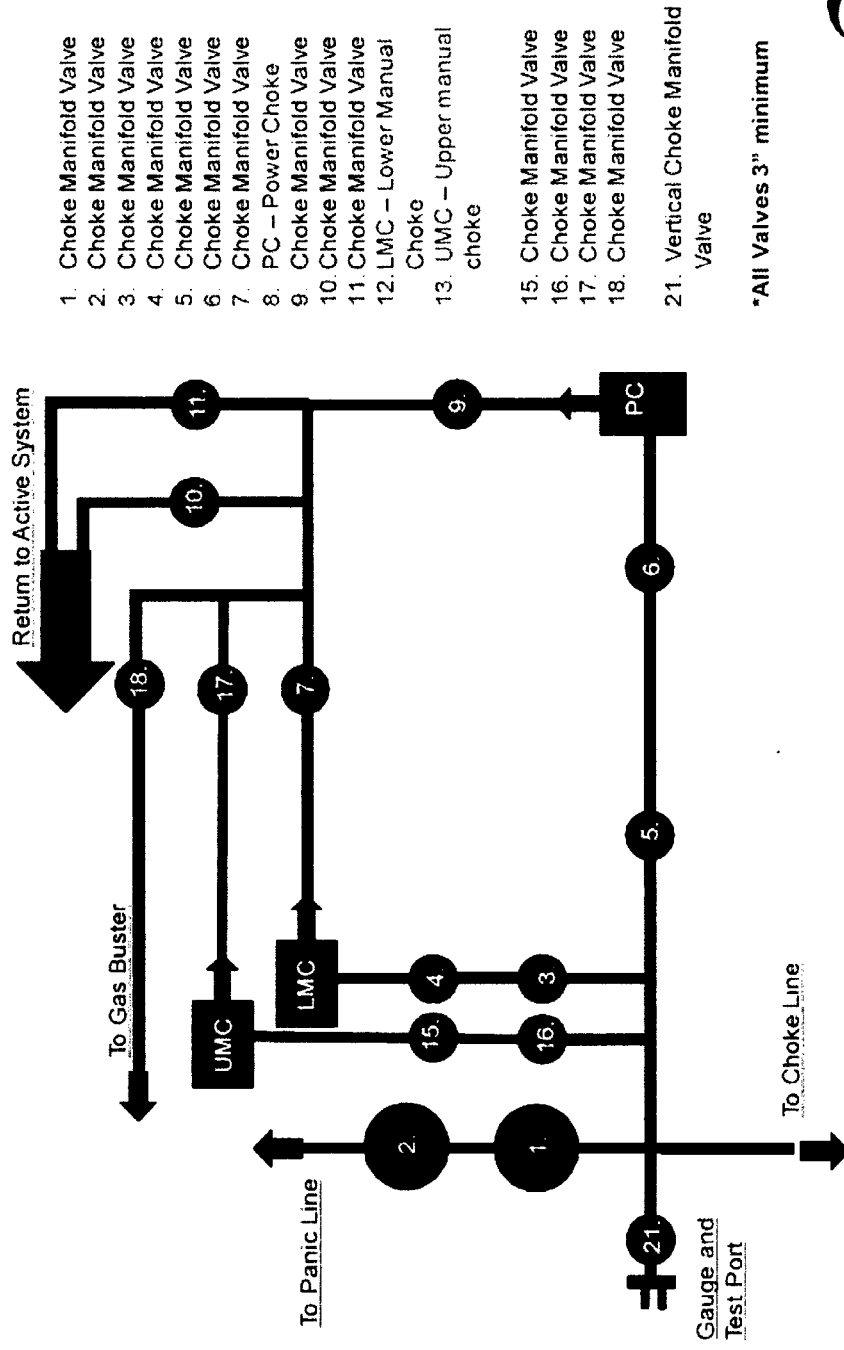 Return to Active System
To Gas Buster
To Panic Line
To Choke Line
Gauge and
Test Port
UMC
LMC
PC
18.
17.
7.
10.
11.
9.
15.
16.
4.
3
2.
1.
21.
5.
6.
1. Choke Manifold Valve
2. Choke Manifold Valve
3. Choke Manifold Valve
4. Choke Manifold Valve
5. Choke Manifold Valve
6. Choke Manifold Valve
7. Choke Manifold Valve
8. PC – Power Choke
9. Choke Manifold Valve
10. Choke Manifold Valve
11. Choke Manifold Valve
12. LMC – Lower Manual
Choke
13. UMC – Upper manual
choke
15. Choke Manifold Valve
16. Choke Manifold Valve
17. Choke Manifold Valve
18. Choke Manifold Valve
21. Vertical Choke Manifold
Valve
*All Valves 3" minimum